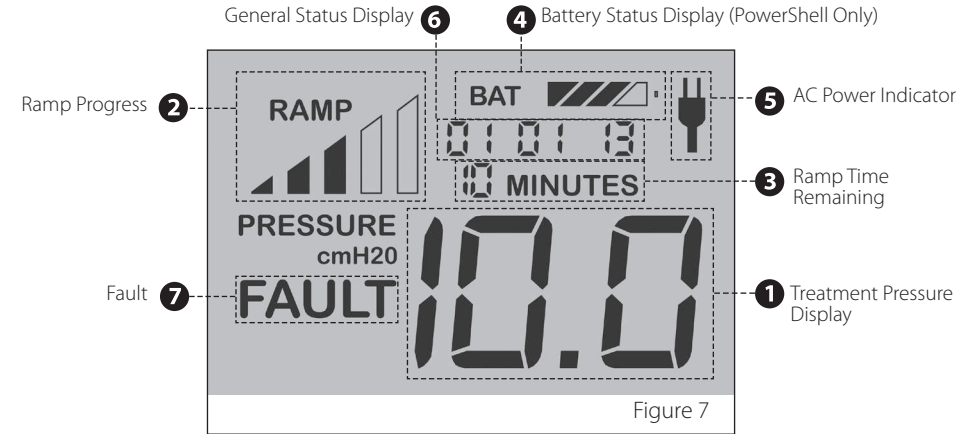 General Status Display 6
4 Battery Status Display (PowerShell Only)
Ramp Progress 2
RAMP
BAT
5 AC Power Indicator
01 01 13
10 MINUTES
3 Ramp Time
Remaining
PRESSURE
cmH20
Fault 7
FAULT
10.0
1 Treatment Pressure
Display
Figure 7